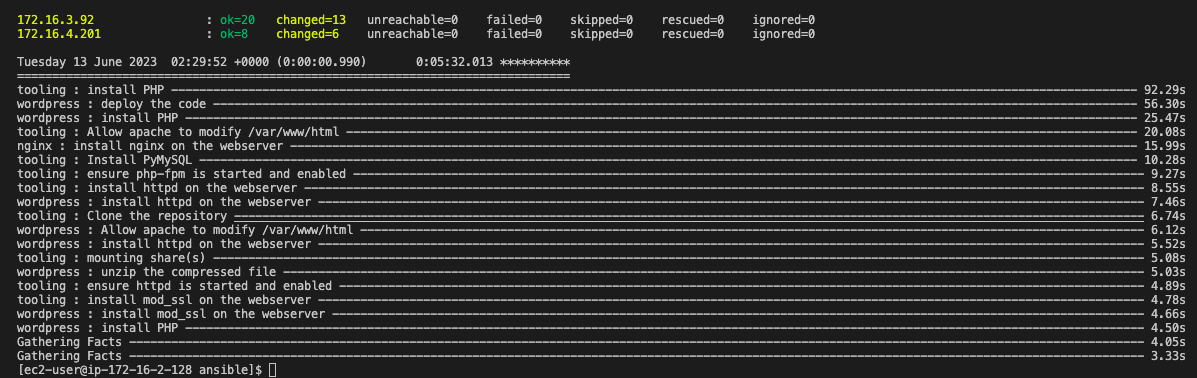 172.16.3.92 : ok=20 changed=13 unreachable=0 failed=0 skipped=0 rescued=0 ignored=0
172.16.4.201 : ok=8 changed=6 unreachable=0 failed=0 skipped=0 rescued=0 ignored=0
Tuesday 13 June 2023 02:29:52 +0000 (0:00:00.990) 0:05:32.013 **********
===============================================================================
tooling : install PHP --- 92.29s
wordpress : deploy the code --- 56.30s
wordpress : install PHP --- 25.47s
tooling : Allow apache to modify /var/www/html --- 20.08s
nginx : install nginx on the webserver --- 15.99s
tooling : Install PyMySQL --- 10.28s
tooling : ensure php-fpm is started and enabled --- 9.27s
tooling : install httpd on the webserver --- 8.55s
wordpress : install httpd on the webserver --- 7.46s
tooling : Clone the repository --- 6.74s
wordpress : Allow apache to modify /var/www/html --- 6.12s
wordpress : install httpd on the webserver --- 5.52s
tooling : mounting share(s) --- 5.08s
wordpress : unzip the compressed file --- 5.03s
tooling : ensure httpd is started and enabled --- 4.89s
tooling : install mod_ssl on the webserver --- 4.78s
wordpress : install mod_ssl on the webserver --- 4.66s
wordpress : install PHP --- 4.50s
Gathering Facts --- 4.05s
Gathering Facts --- 3.33s
[ec2-user@ip-172-16-2-128 ansible]$